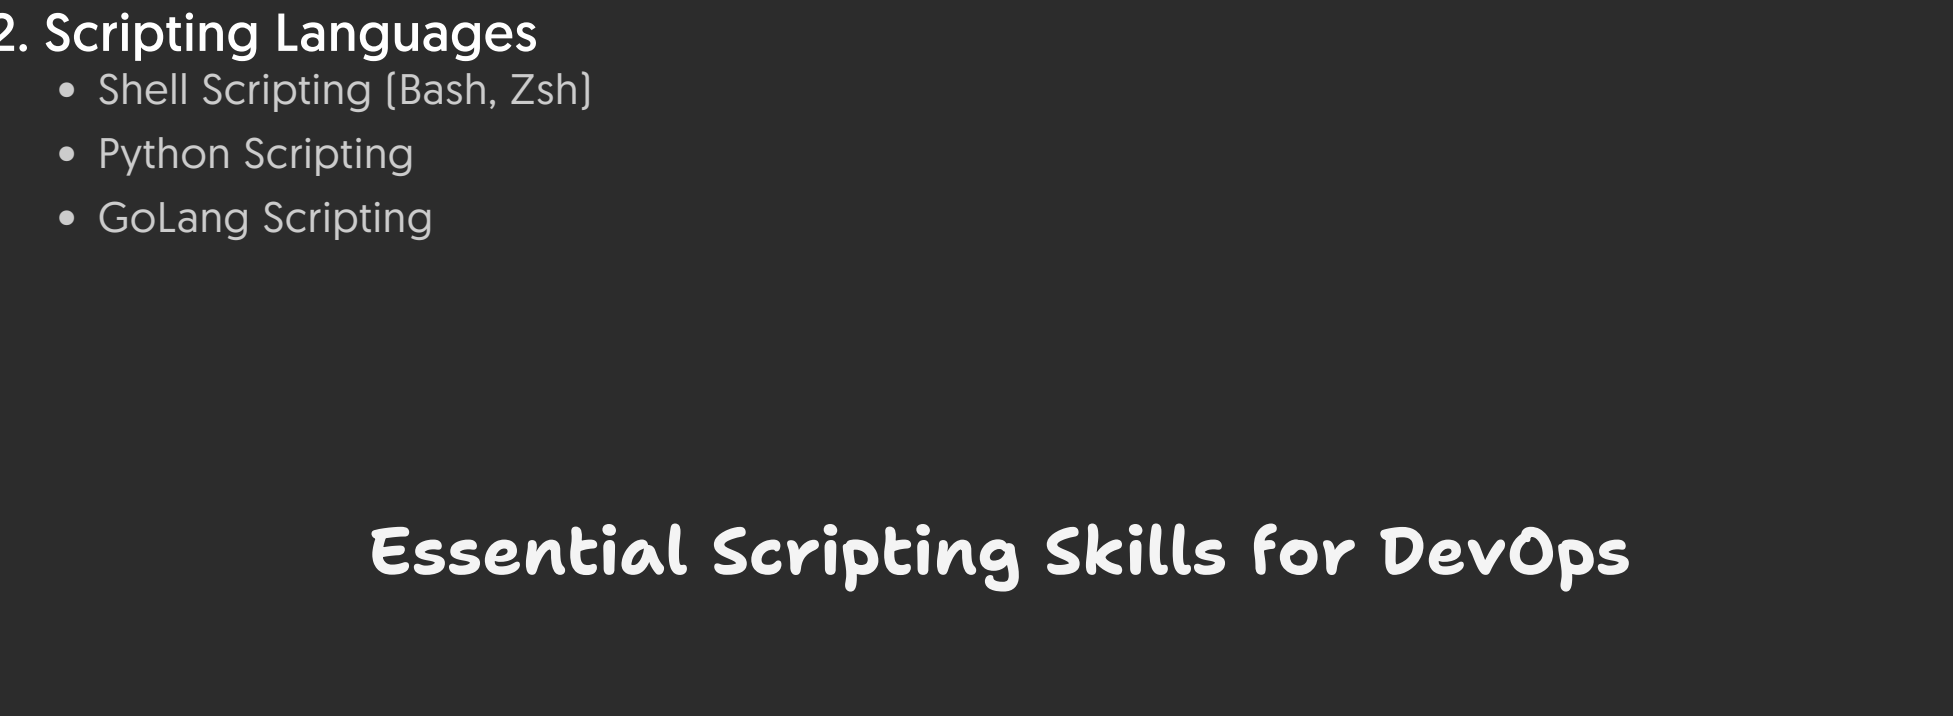 2. Scripting Languages
• Shell Scripting (Bash, Zsh)
• Python Scripting
• GoLang Scripting
Essential Scripting Skills for DevOps